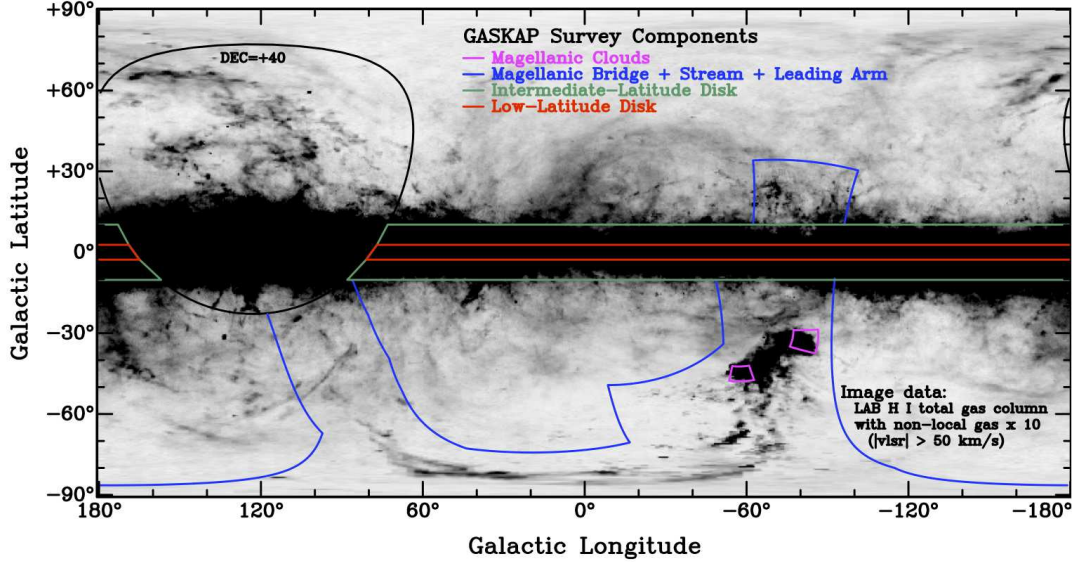 +90°
GASKAP Survey Components
DEC=+40
Magellanic Clouds
Magellanic Bridge + Stream + Leading Arm
Intermediate-Latitude Disk
Low-Latitude Disk
+60°
+30°
0°
−30°
−60°
−90°
Galactic Latitude
Image data:
LAB H I total gas column
with non-local gas x 10
(|vlsr| > 50 km/s)
180° 120° 60° 0° −60° −120° −180°
Galactic Longitude